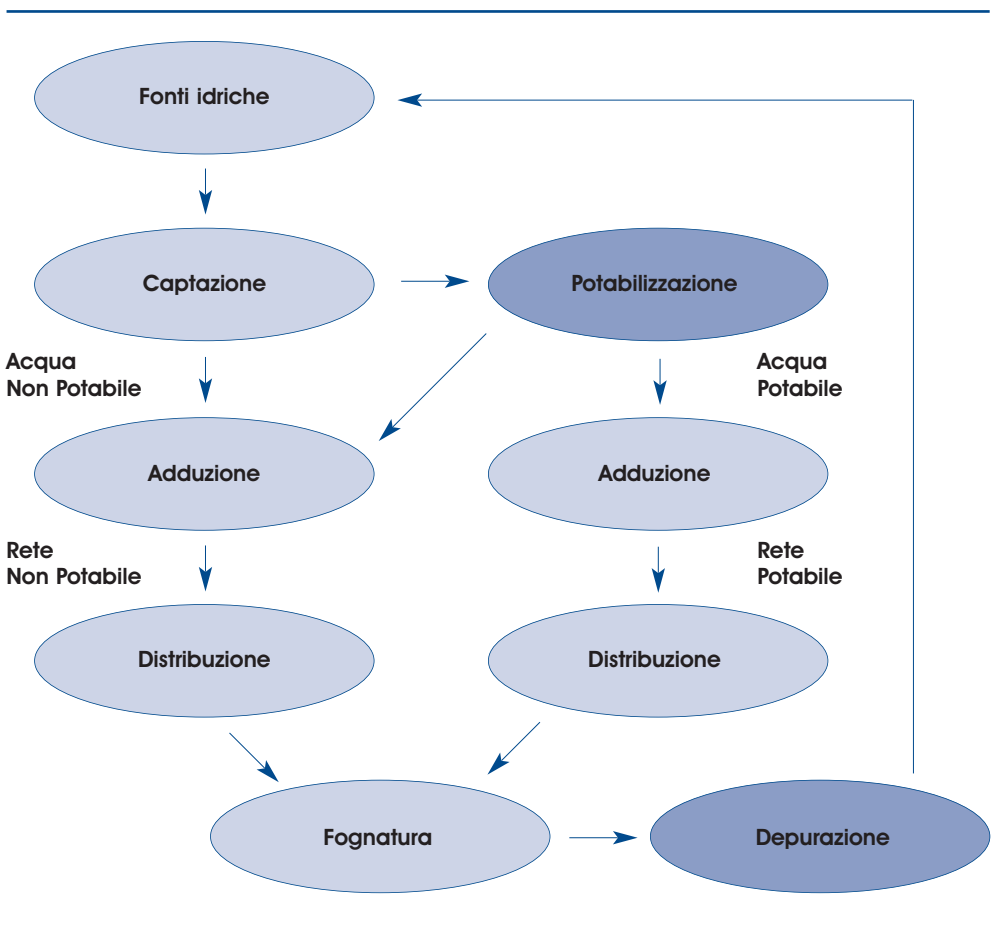 Fonti idriche
Captazione
Potabilizzazione
Acqua
Non Potabile
Acqua
Potabile
Adduzione
Adduzione
Rete
Non Potabile
Rete
Potabile
Distribuzione
Distribuzione
Fognatura
Depurazione